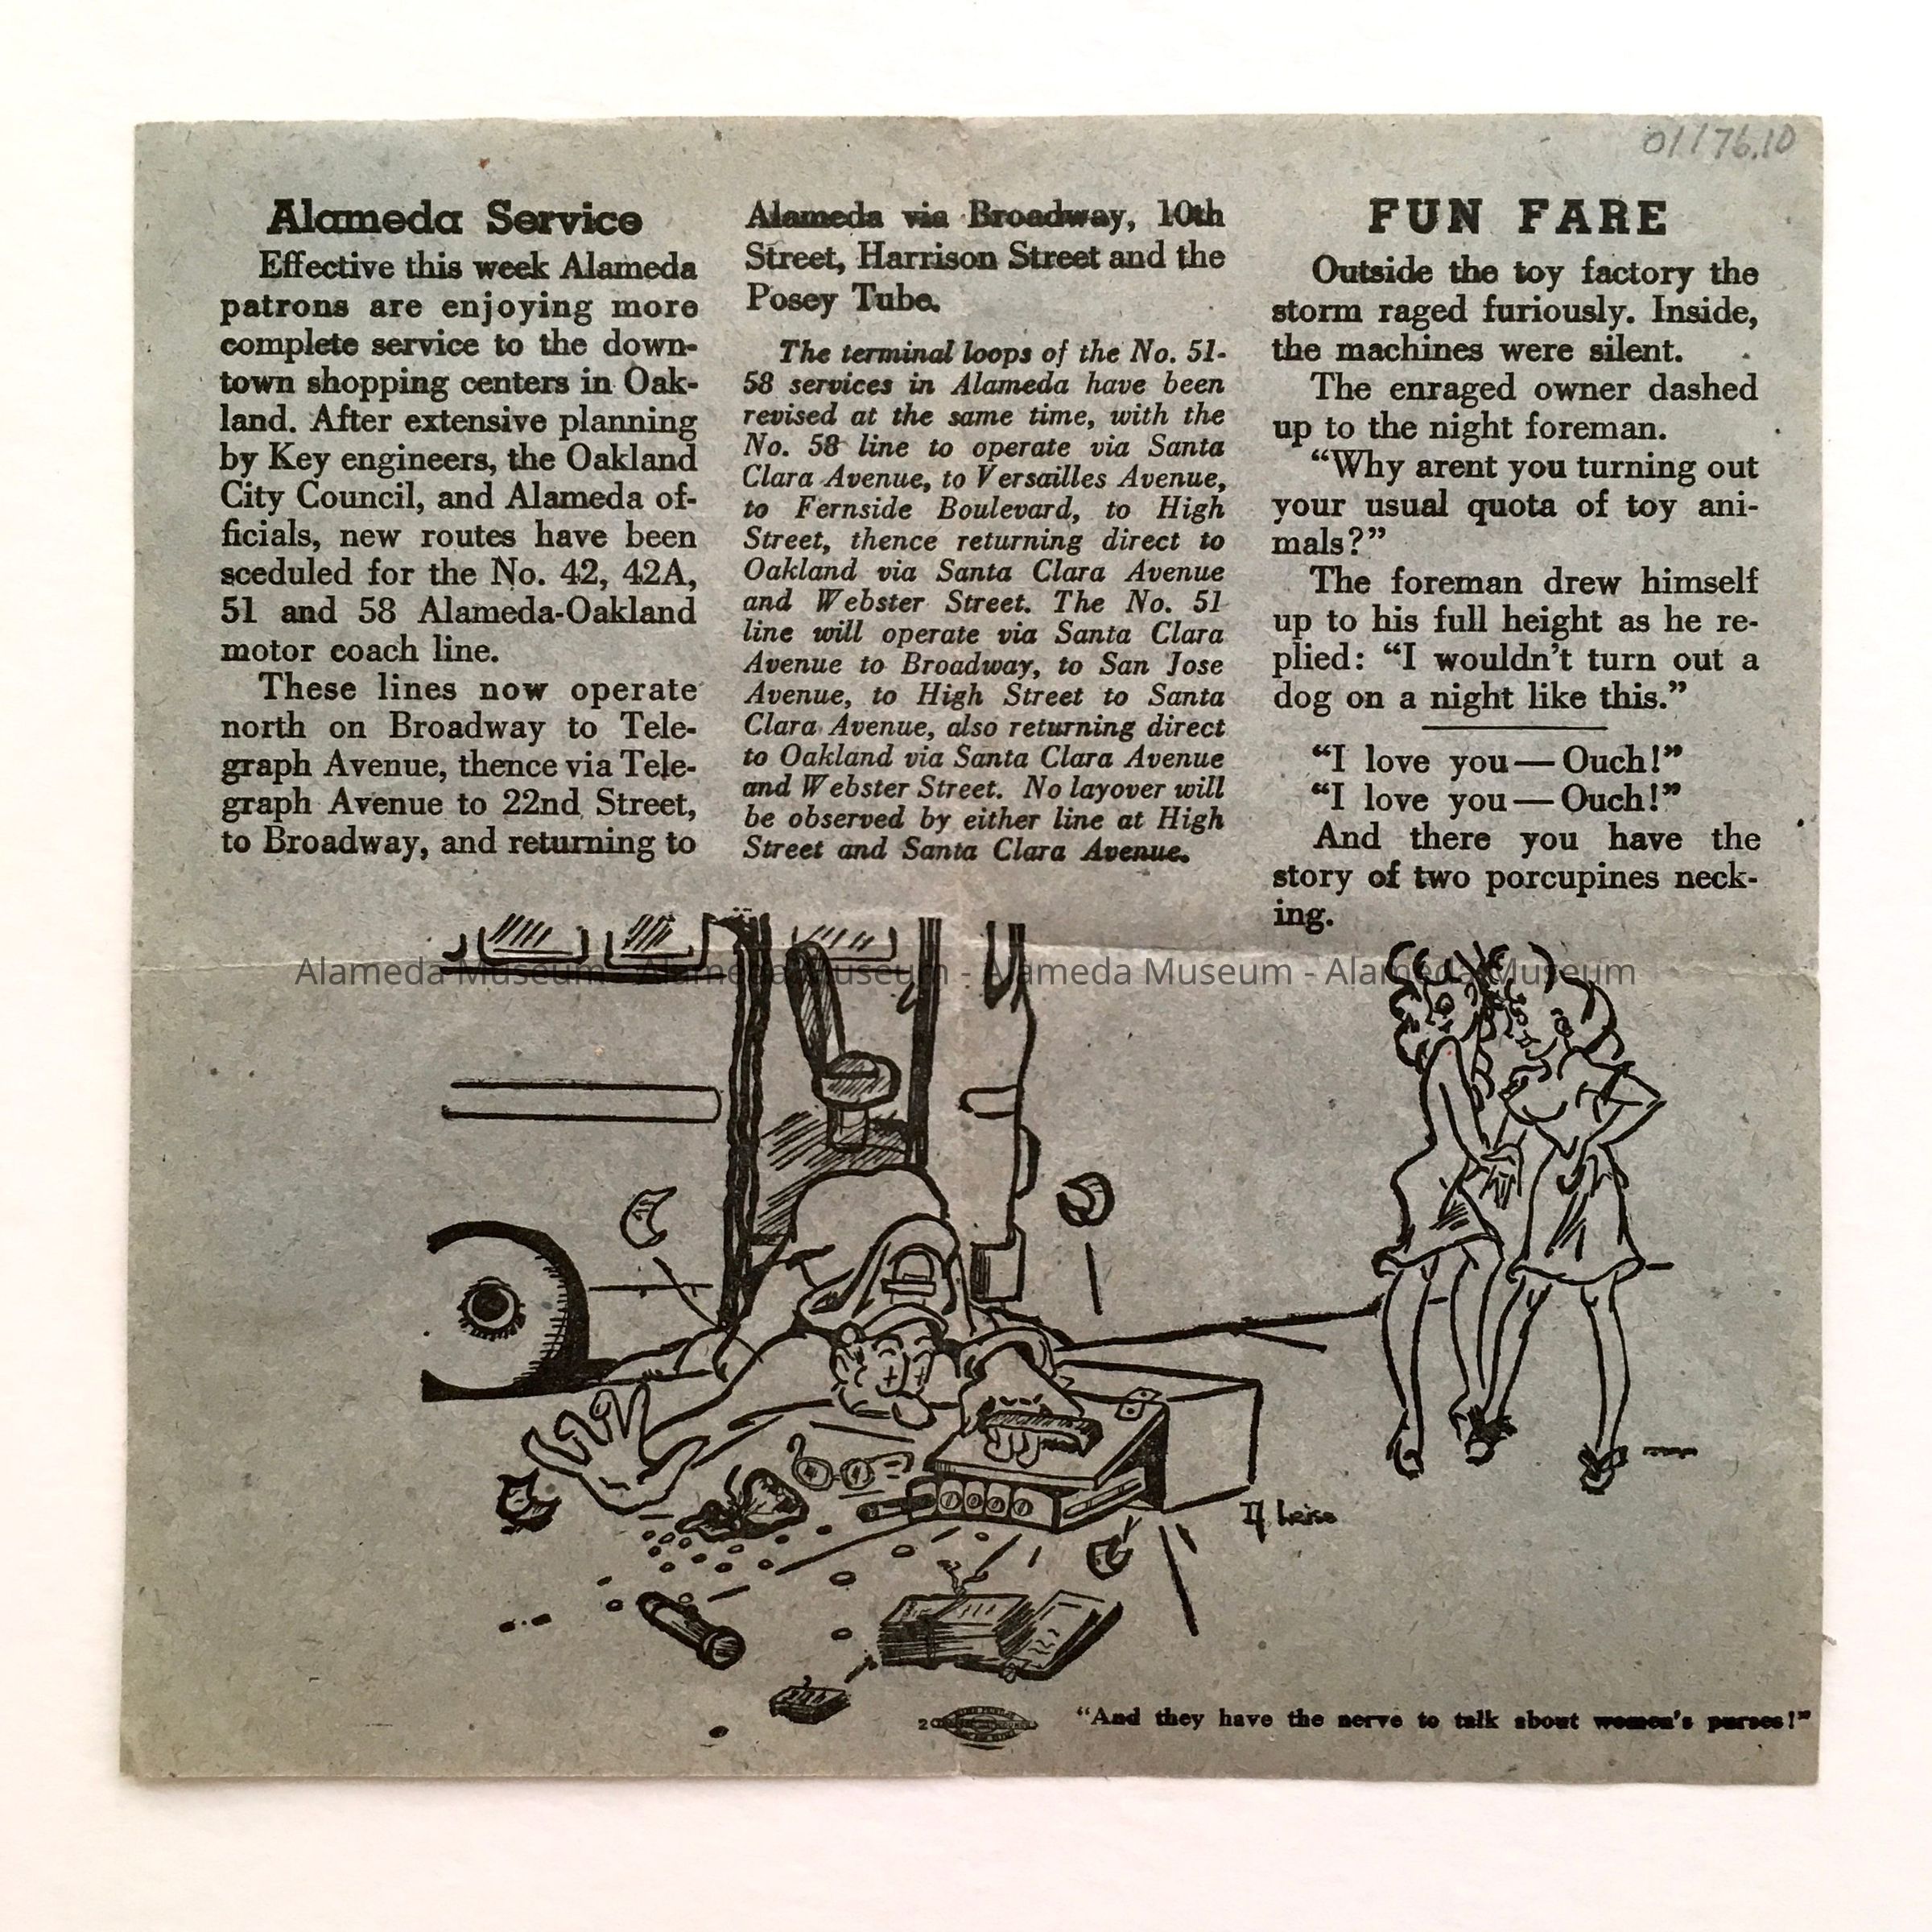 01176.10
Alameda Service
Effective this week Alameda
patrons are enjoying more
complete service to the down-
town shopping centers in Oak-
land. After extensive planning
by Key engineers, the Oakland
City Council, and Alameda of-
ficials, new routes have been
sceduled for the No. 42, 42A,
51 and 58 Alameda-Oakland
motor coach line.
These lines now operate
north on Broadway to Tele-
graph Avenue, thence via Tele-
graph Avenue to 22nd Street,
to Broadway, and returning to
Alameda via Broadway, 10th
Street, Harrison Street and the
Posey Tube.
The terminal loops of the No. 51-
58 services in Alameda have been
revised at the same time, with the
No. 58 line to operate via Santa
Clara Avenue, to Versailles Avenue,
to Fernside Boulevard, to High
Street, thence returning direct to
Oakland via Santa Clara Avenue
and Webster Street. The No. 51
line will operate via Santa Clara
Avenue to Broadway, to San Jose
Avenue, to High Street to Santa
Clara Avenue, also returning direct
to Oakland via Santa Clara Avenue
and Webster Street. No layover will
be observed by either line at High
Street and Santa Clara Avenue.
FUN FARE
Outside the toy factory the
storm raged furiously. Inside,
the machines were silent.
The enraged owner dashed
up to the night foreman.
“Why arent you turning out
your usual quota of toy ani-
mals?”
The foreman drew himself
up to his full height as he re-
plied: “I wouldn’t turn out a
dog on a night like this.”
“I love you — Ouch!”
“I love you — Ouch!”
And there you have the
story of two porcupines neck-
ing.
Alameda Museum - Alameda Museum - Alameda Museum - Alameda Museum
2
“And they have the nerve to talk about women’s purses!”